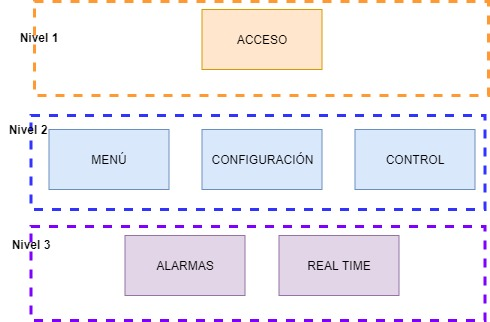 Nivel 1
ACCESO
Nivel 2
MENÚ
CONFIGURACIÓN
CONTROL
Nivel 3
ALARMAS
REAL TIME